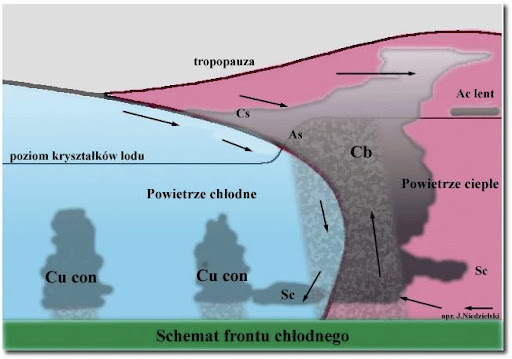 tropopauza
Ac lent
Cs
As
Cb
poziom kryształków lodu
Powietrze chłodne
Powietrze ciepłe
Cu con
Cu con
Sc
Sc
opr. J.Niedzielski
Schemat frontu chłodnego